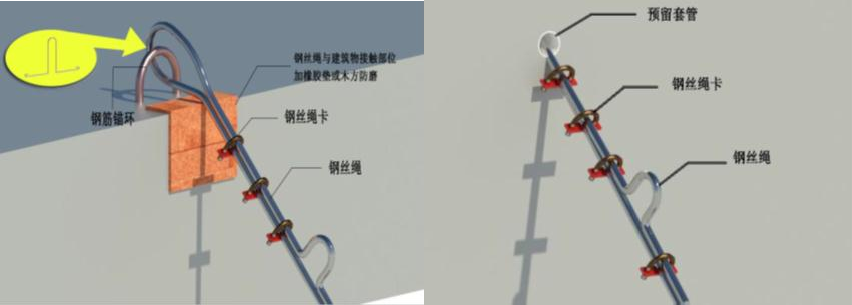 钢丝绳与建筑物接触部位
加橡胶垫或木方防磨
钢筋锚环
钢丝绳卡
钢丝绳
预留套管
钢丝绳卡
钢丝绳